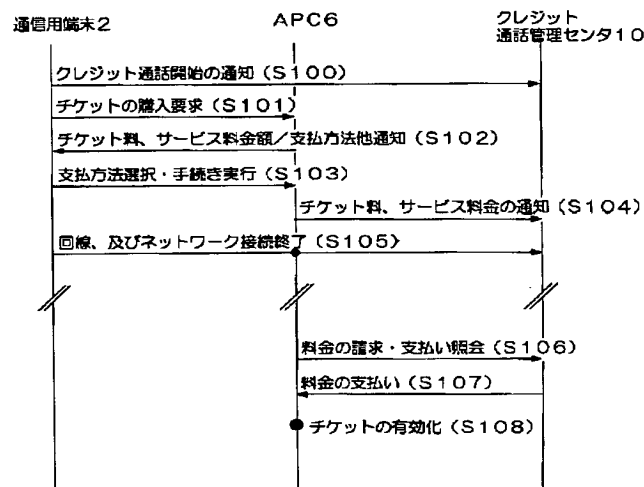 通信用端末2
APC6
クレジット
通話管理センタ10
クレジット通話開始の通知(S100)
チケットの購入要求(S101)
チケット料、サービス料金額/支払方法他通知(S102)
支払方法選択・手続き実行(S103)
チケット料、サービス料金の通知(S104)
回線、及びネットワーク接続終了(S105)
料金の請求・支払い照会(S106)
料金の支払い(S107)
チケットの有効化(S108)